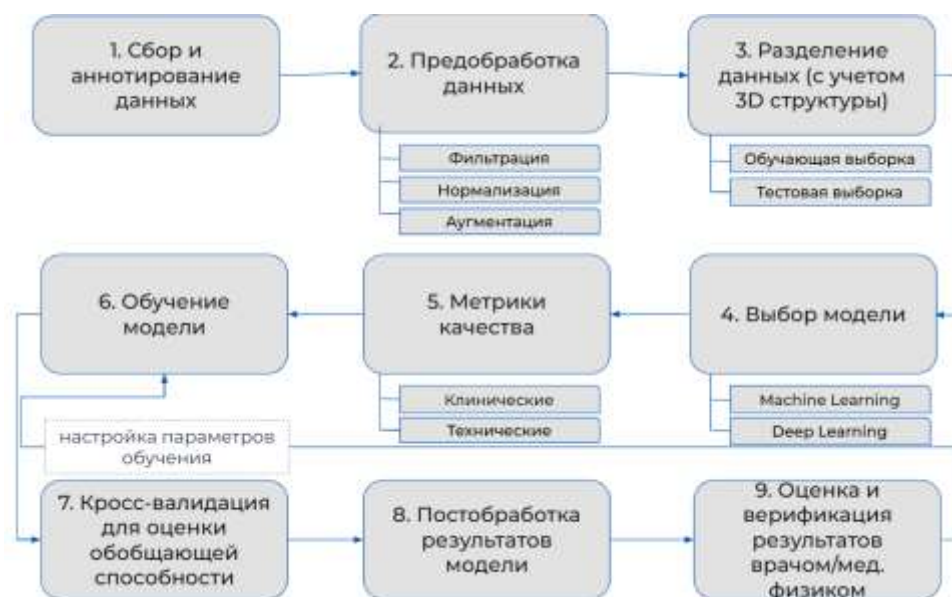 1. Сбор и
аннотирование
данных
2. Предобработка
данных
Фильтрация
Нормализация
Аугментация
3. Разделение
данных (с учетом
3D структуры)
Обучающая выборка
Тестовая выборка
4. Выбор модели
Machine Learning
Deep Learning
5. Метрики
качества
Клинические
Технические
6. Обучение
модели
настройка параметров
обучения
7. Кросс-валидация
для оценки
обобщающей
способности
8. Постобработка
результатов
модели
9. Оценка и
верификация
результатов
врачом/мед.
физиком